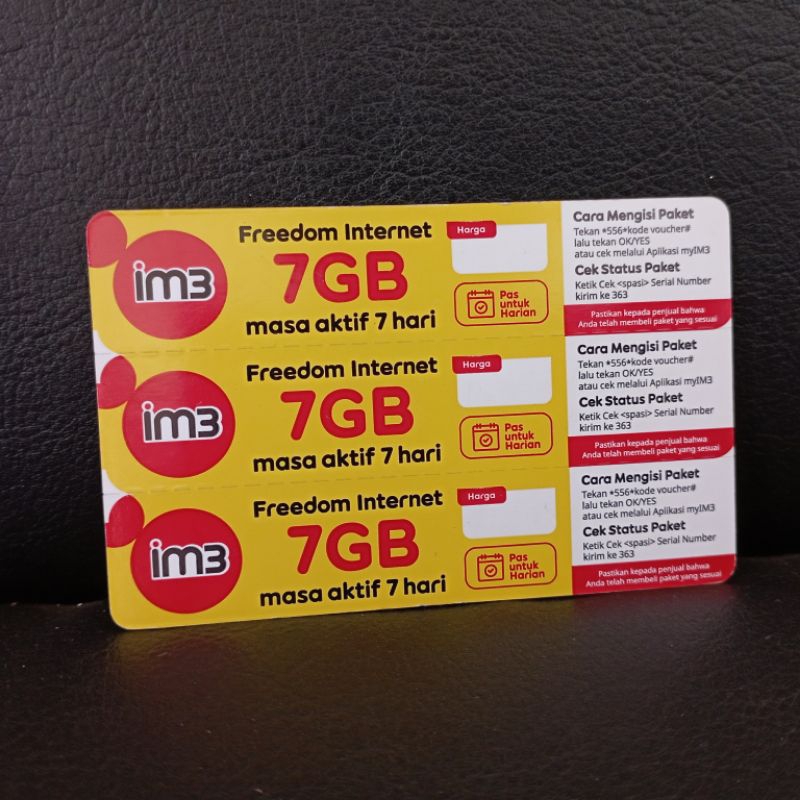 im3
Freedom Internet
7GB
masa aktif 7 hari
Harga
Pas
untuk
Harian
Cara Mengisi Paket
Tekan *556*kode voucher#
lalu tekan OK/YES
atau cek melalui Aplikasi myIM3
Cek Status Paket
Ketik Cek <spasi> Serial Number
kirim ke 363
Pastikan kepada penjual bahwa
Anda telah membeli paket yang sesuai
im3
Freedom Internet
7GB
masa aktif 7 hari
Harga
Pas
untuk
Harian
Cara Mengisi Paket
Tekan *556*kode voucher#
lalu tekan OK/YES
atau cek melalui Aplikasi myIM3
Cek Status Paket
Ketik Cek <spasi> Serial Number
kirim ke 363
Pastikan kepada penjual bahwa
Anda telah membeli paket yang sesuai
im3
Freedom Internet
7GB
masa aktif 7 hari
Harga
Pas
untuk
Harian
Cara Mengisi Paket
Tekan *556*kode voucher#
lalu tekan OK/YES
atau cek melalui Aplikasi myIM3
Cek Status Paket
Ketik Cek <spasi> Serial Number
kirim ke 363
Pastikan kepada penjual bahwa
Anda telah membeli paket yang sesuai